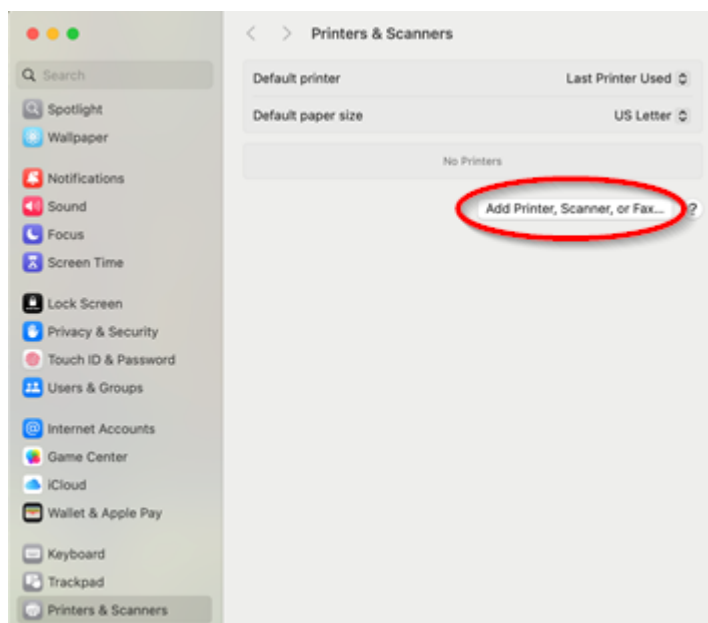 Printers & Scanners
Search
Spotlight
Wallpaper
Notifications
Sound
Focus
Screen Time
Lock Screen
Privacy & Security
Touch ID & Password
Users & Groups
Internet Accounts
Game Center
iCloud
Wallet & Apple Pay
Keyboard
Trackpad
Printers & Scanners
Default printer Last Printer Used
Default paper size US Letter
No Printers
Add Printer, Scanner, or Fax... ?